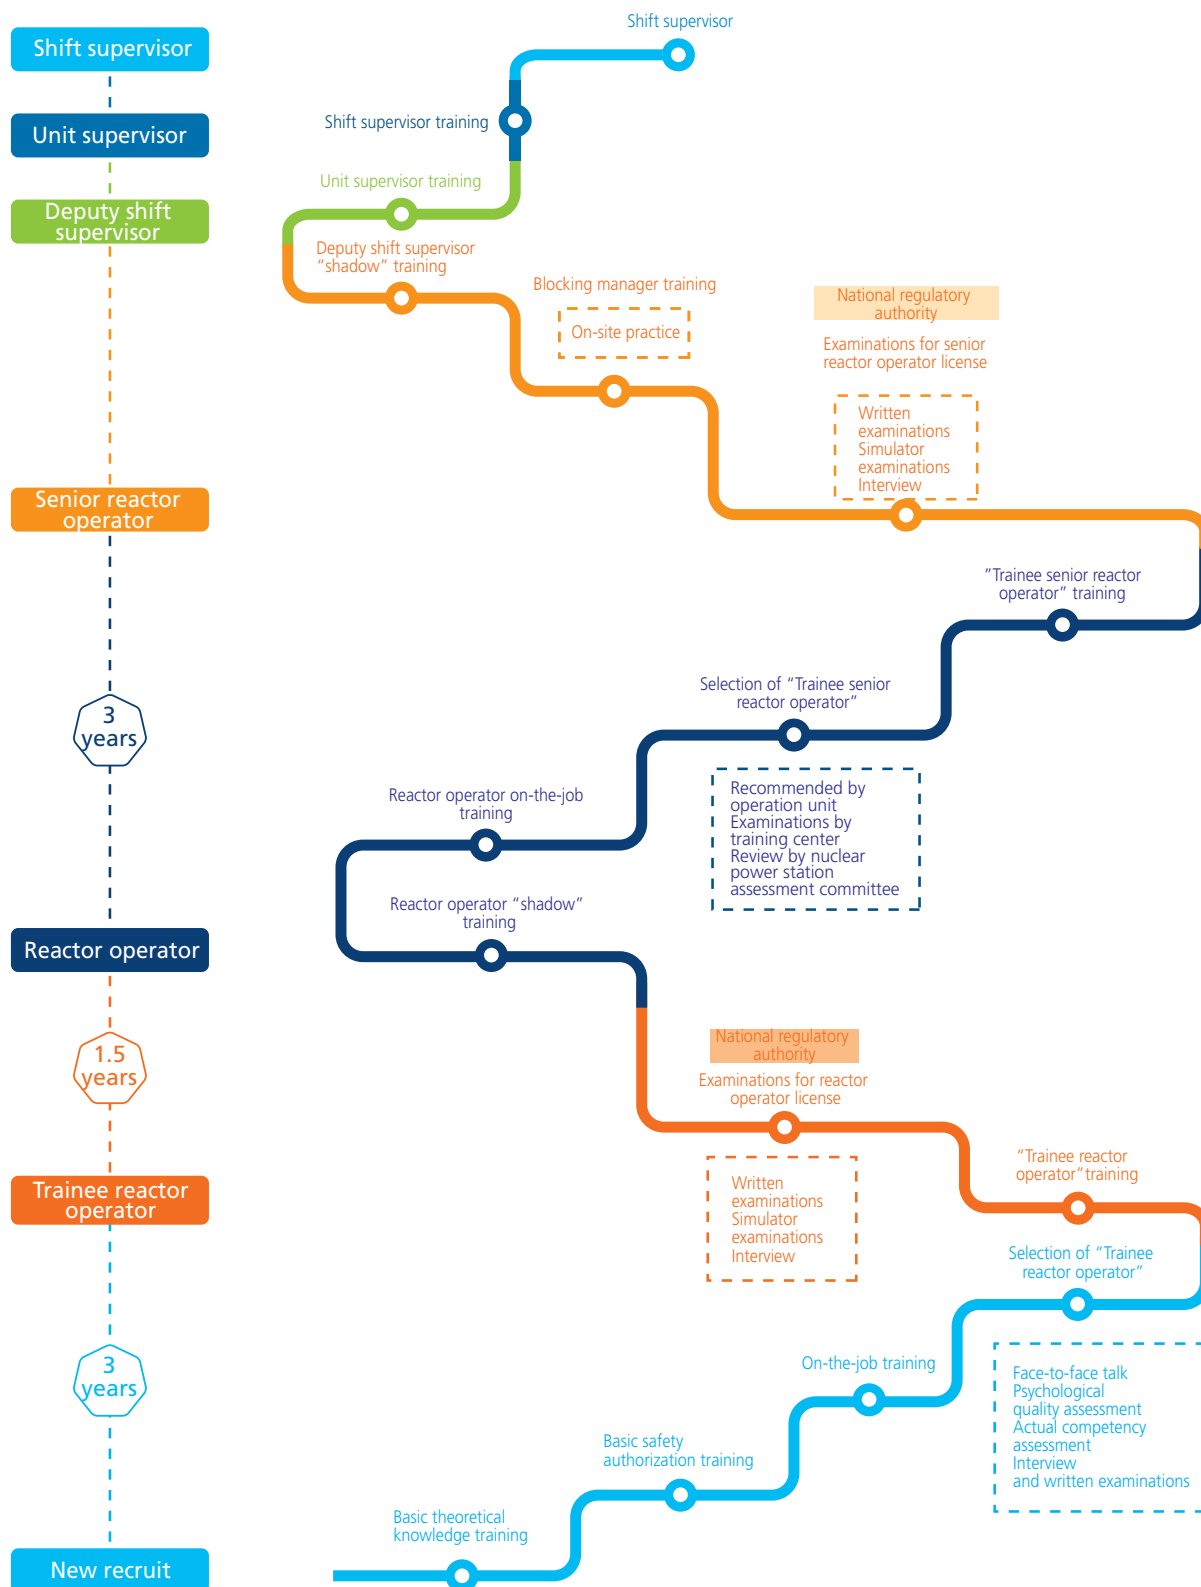 Shift supervisor
Shift supervisor
Unit supervisor
Shift supervisor training
Unit supervisor training
Deputy shift
supervisor
Deputy shift supervisor
“shadow” training
Blocking manager training
On-site practice
National regulatory
authority
Examinations for senior
reactor operator license
Written
examinations
Simulator
examinations
Interview
Senior reactor
operator
“Trainee senior reactor
operator” training
Selection of “Trainee senior
reactor operator”
3
years
Recommended by
operation unit
Examinations by
training center
Review by nuclear
power station
assessment committee
Reactor operator on-the-job
training
Reactor operator “shadow”
training
Reactor operator
National regulatory
authority
1.5
years
Examinations for reactor
operator license
“Trainee reactor
operator”training
Trainee reactor
operator
Written
examinations
Simulator
examinations
Interview
Selection of “Trainee
reactor operator”
3
years
On-the-job training
Face-to-face talk
Psychological
quality assessment
Actual competency
assessment
Interview
and written examinations
Basic safety
authorization training
Basic theoretical
knowledge training
New recruit